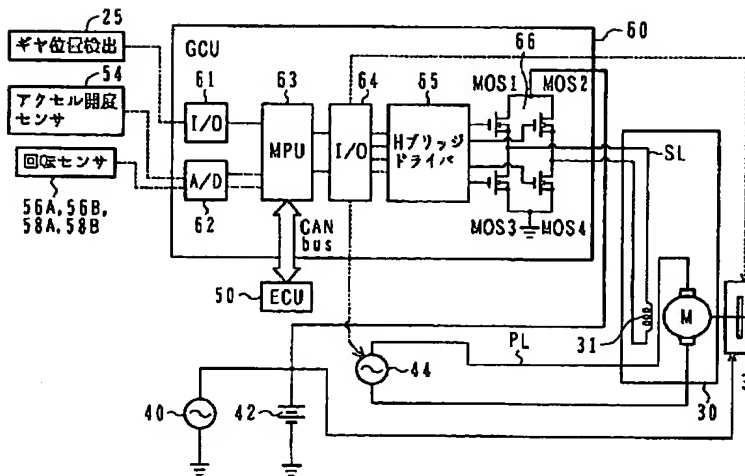 25
ギヤ位置検出
54
アクセル開度
センサ
回転センサ
56A,56B,
58A,58B
GCU
60
61
I/O
A/D
62
63
MPU
64
I/O
65
Hブリッジ
ドライバ
66
MOS1
MOS2
MOS3
MOS4
CAN
bus
50
ECU
SL
31
M
30
PL
44
40
42